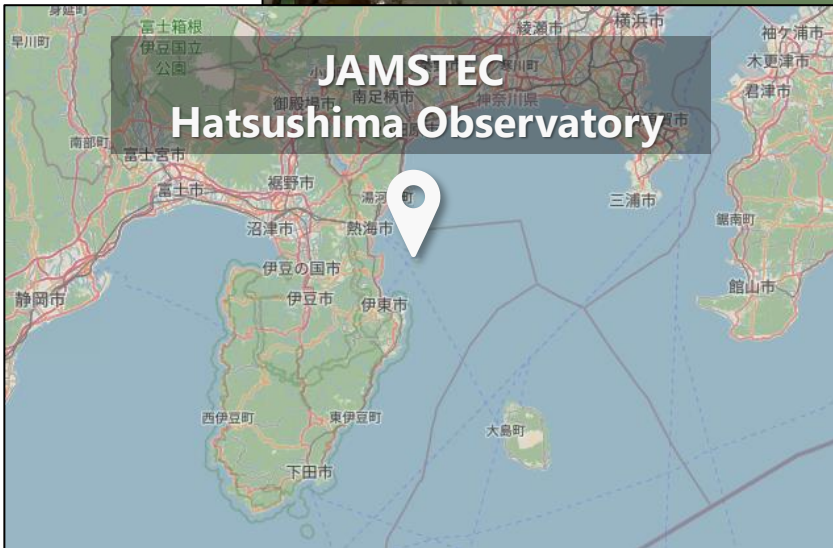 身延町
早川町
富士箱根
伊豆国立
公園
綾瀬市
横浜市
袖ケ浦市
木更津市
君津市
JAMSTEC
Hatsushima Observatory
御殿場市
南足柄市
寒川町
神奈川県
南部町
富士宮市
富士市
裾野市
沼津市
熱海市
三浦市
鋸南町
伊豆の国市
伊豆市
伊東市
静岡市
館山市
西伊豆町
東伊豆町
大島町
下田市